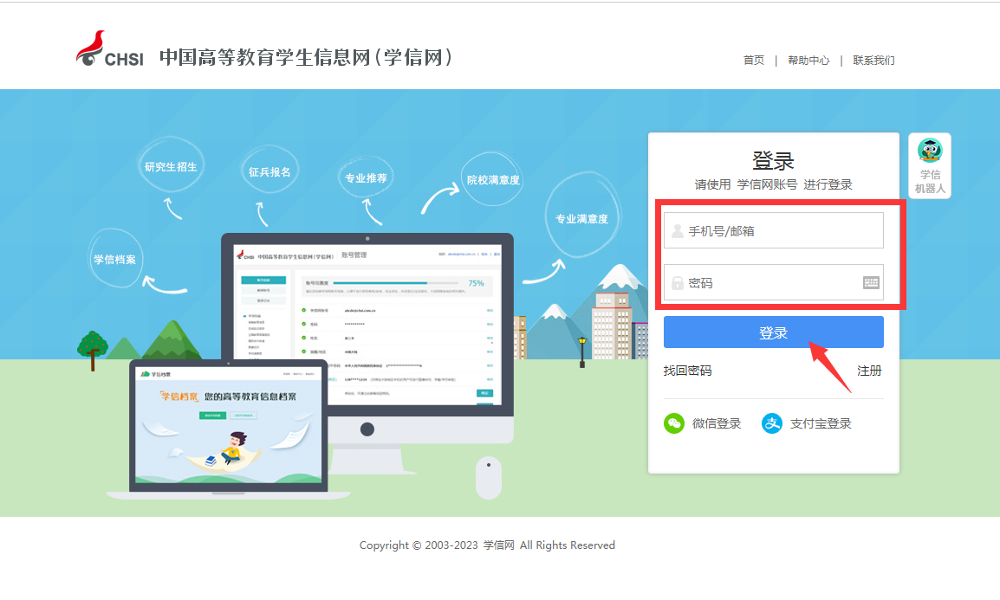 CHSI 中国高等教育学生信息网(学信网)
首页 | 帮助中心 | 联系我们
研究生招生
征兵报名
专业推荐
院校满意度
专业满意度
学信档案
登录
请使用 学信网账号 进行登录
手机号/邮箱
密码
登录
找回密码 注册
微信登录 支付宝登录
学信
机器人
CHSI 中国高等教育学生信息网(学信网) 账号管理
75%
学信档案
学信档案 您的高等教育信息档案
Copyright © 2003-2023 学信网 All Rights Reserved